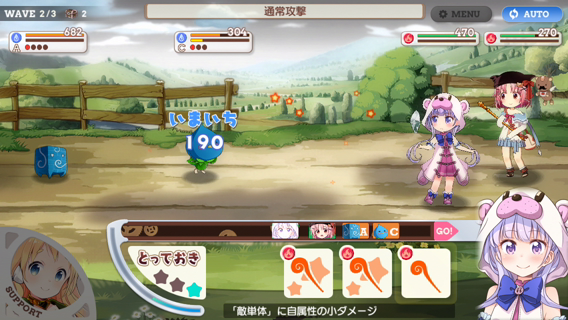 WAVE 2/3
2
通常攻撃
MENU
AUTO
682
A
304
C
470
270
いまいち
190
A
C
GO!
とっておき
SUPPORT
「敵単体」に自属性の小ダメージ